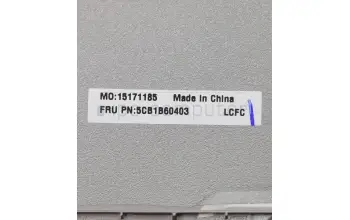 MO:15171185 Made in China
FRU PN:5CB1B60403 LCFC